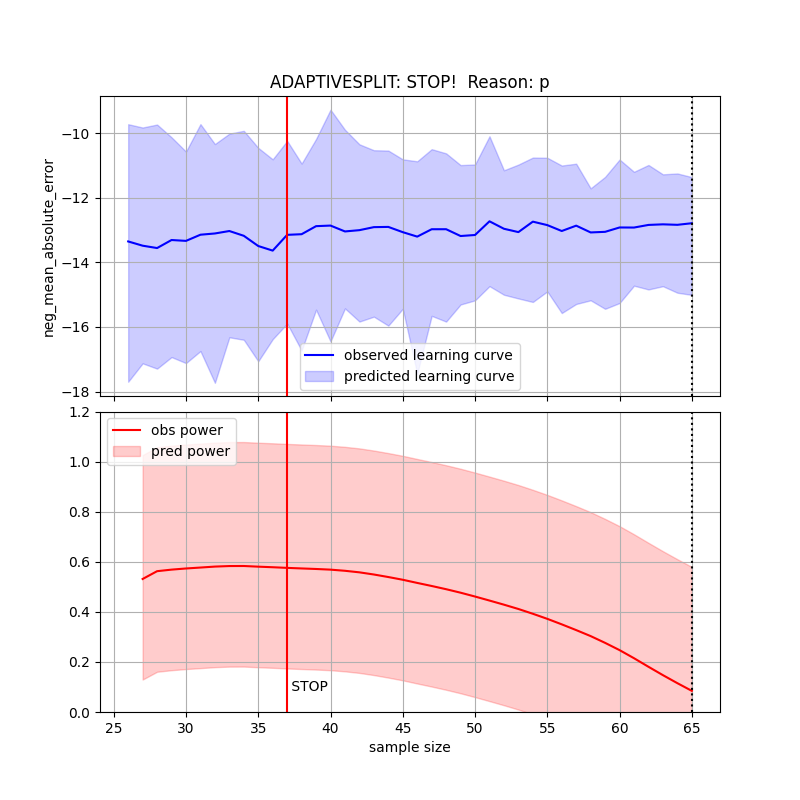 ADAPTIVESPLIT: STOP!  Reason: p
neg_mean_absolute_error
−10
−12
−14
−16
−18
observed learning curve
predicted learning curve
1.2
1.0
0.8
0.6
0.4
0.2
0.0
obs power
pred power
STOP
25 30 35 40 45 50 55 60 65
sample size